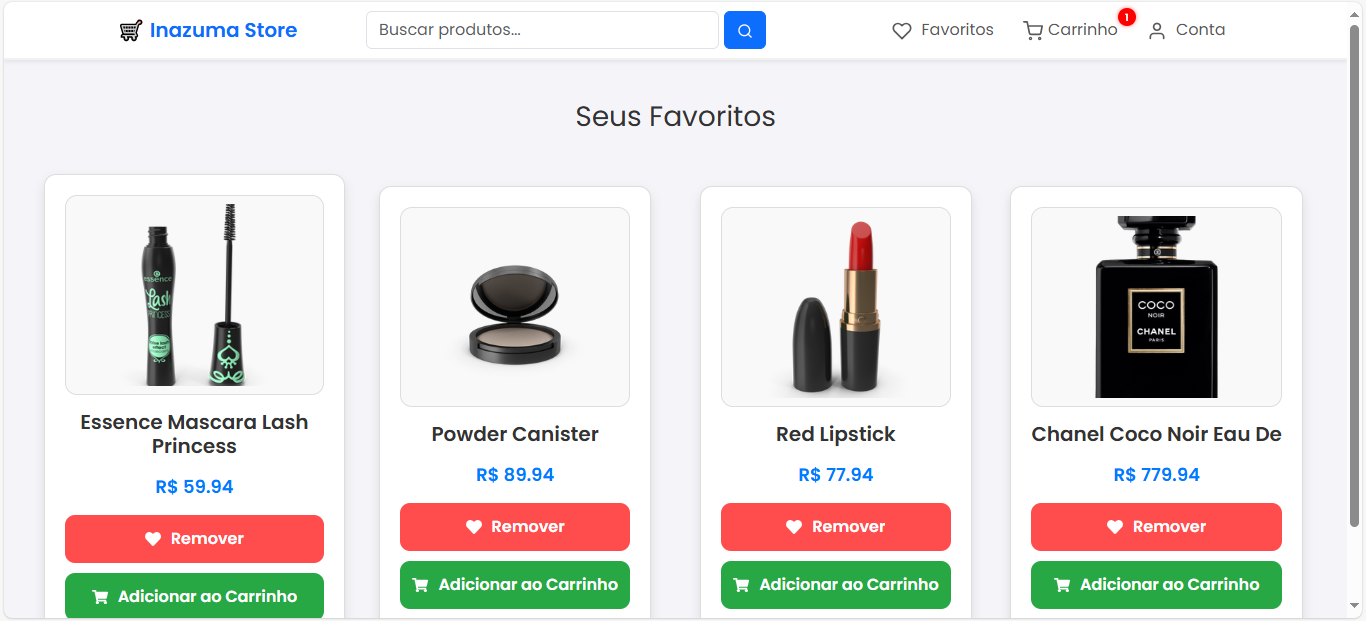 Inazuma Store
Buscar produtos...
Favoritos
Carrinho
1
Conta
Seus Favoritos
essence
Lash
PRINCESS
COCO
NOIR
CHANEL
PARIS
Essence Mascara Lash
Princess
R$ 59.94
Remover
Adicionar ao Carrinho
Powder Canister
R$ 89.94
Remover
Adicionar ao Carrinho
Red Lipstick
R$ 77.94
Remover
Adicionar ao Carrinho
Chanel Coco Noir Eau De
R$ 779.94
Remover
Adicionar ao Carrinho